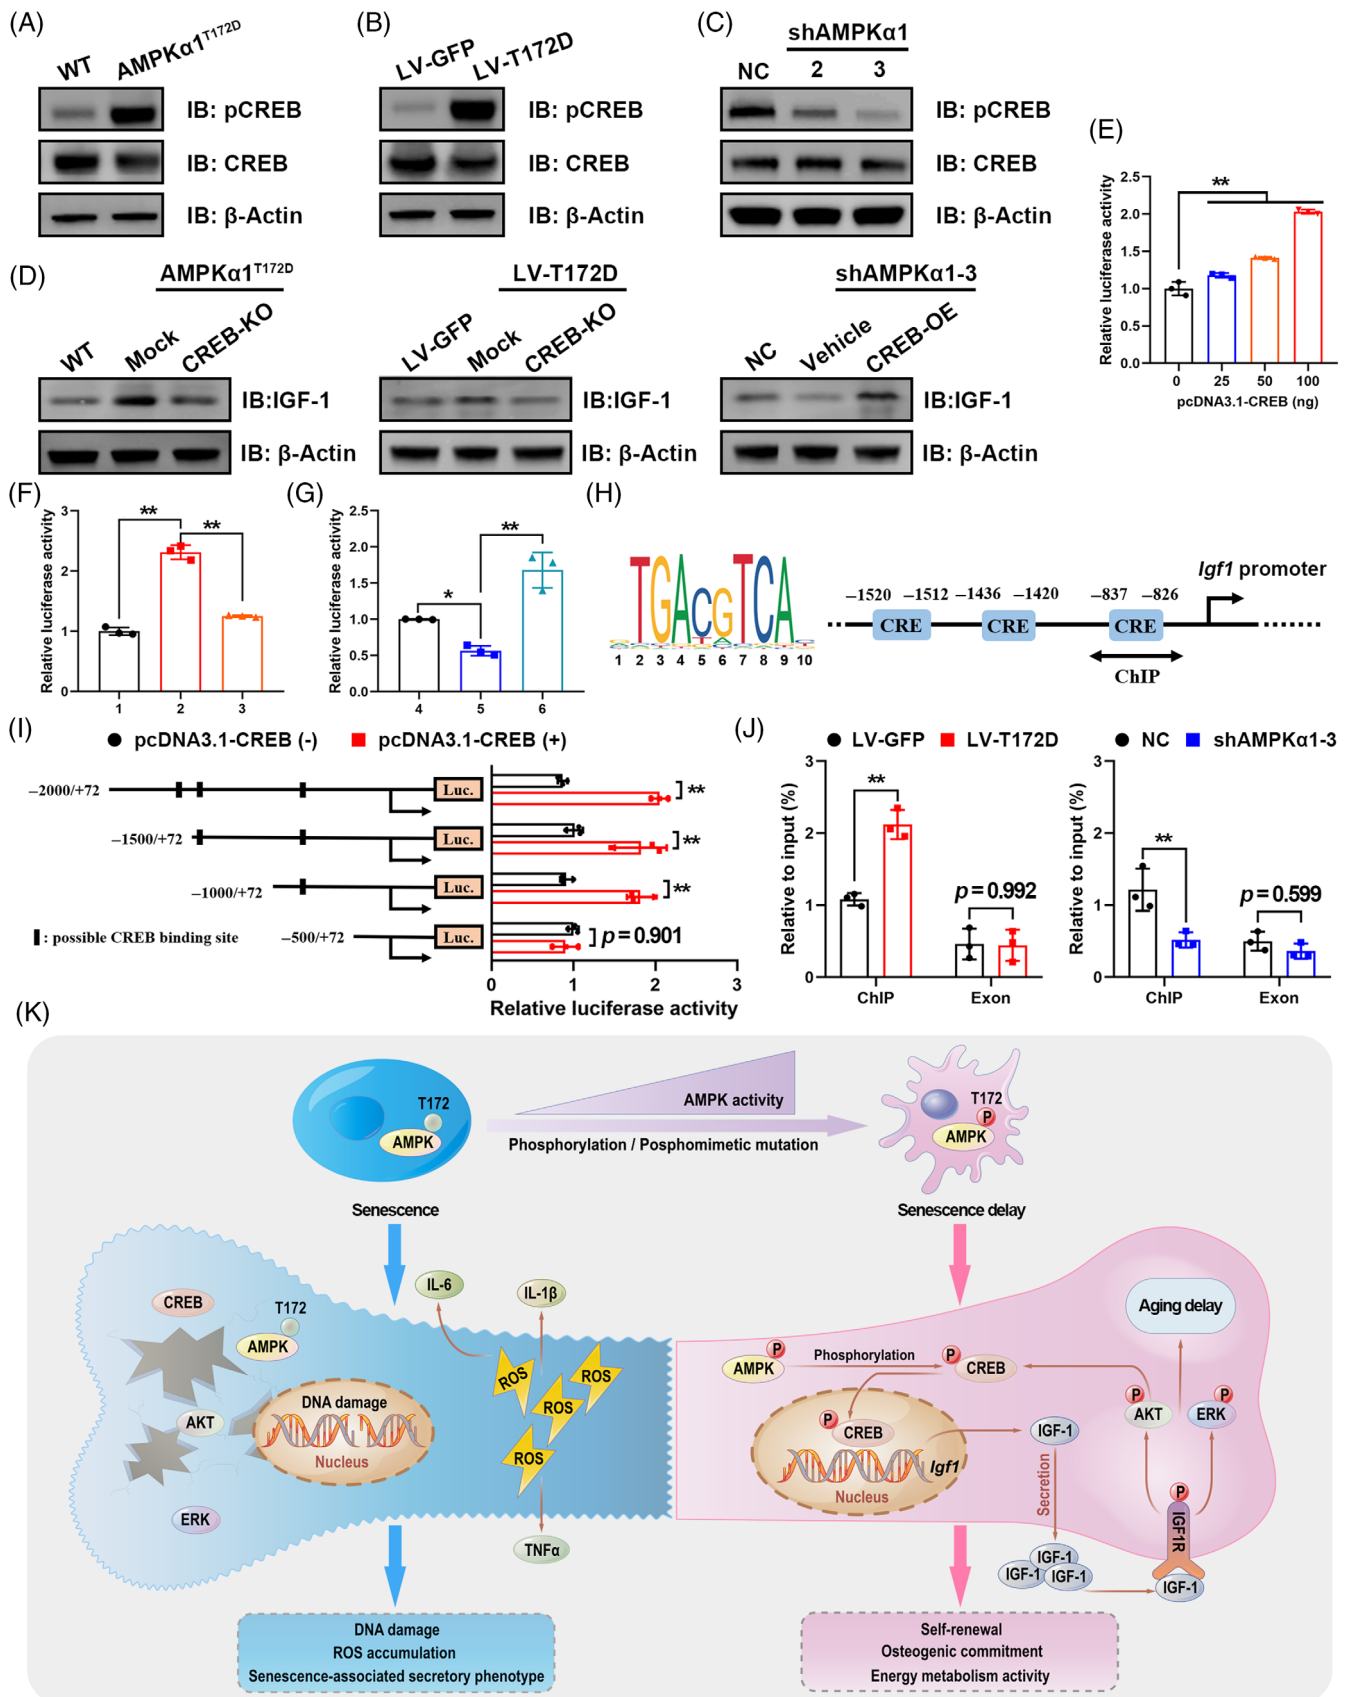 (A)
WT AMPKα1T172D
IB: pCREB
IB: CREB
IB: β-Actin
(B)
LV-GFP LV-T172D
IB: pCREB
IB: CREB
IB: β-Actin
(C)
shAMPKα1
NC 2 3
IB: pCREB
IB: CREB
IB: β-Actin
(D)
AMPKα1T172D
WT Mock CREB-KO
IB:IGF-1
IB: β-Actin
LV-T172D
LV-GFP Mock CREB-KO
IB:IGF-1
IB: β-Actin
shAMPKα1-3
NC Vehicle CREB-OE
IB:IGF-1
IB: β-Actin
(E)
Relative luciferase activity
2.5
2.0
1.5
1.0
0.5
0.0
**
0 25 50 100
pcDNA3.1-CREB (ng)
(F)
Relative luciferase activity
3
2
1
0
** **
1 2 3
(G)
Relative luciferase activity
2.5
2.0
1.5
1.0
0.5
0
* **
4 5 6
(H)
TGACGTCA
1 2 3 4 5 6 7 8 9 10
Igf1 promoter
–1520 –1512 –1436 –1420 –837 –826
CRE CRE CRE
ChIP
(I)
pcDNA3.1-CREB (-) pcDNA3.1-CREB (+)
–2000/+72 Luc. **
–1500/+72 Luc. **
–1000/+72 Luc. **
: possible CREB binding site –500/+72 Luc. p = 0.901
0 1 2 3
Relative luciferase activity
(J)
LV-GFP LV-T172D
Relative to input (%)
3
2
1
0
**
p = 0.992
ChIP Exon
NC shAMPKα1-3
Relative to input (%)
3
2
1
0
**
p = 0.599
ChIP Exon
(K)
T172
AMPK
AMPK activity
Phosphorylation / Posphomimetic mutation
T172
P
AMPK
Senescence
Senescence delay
CREB
T172
AMPK
AKT
ERK
DNA damage
Nucleus
IL-6
IL-1β
ROS
ROS
ROS
ROS
TNFα
P
AMPK
Phosphorylation
P
CREB
P
CREB
Igf1
Nucleus
IGF-1
Secretion
IGF-1
IGF-1
IGF-1
Aging delay
P
AKT
P
ERK
P
IGF1R
IGF-1
DNA damage
ROS accumulation
Senescence-associated secretory phenotype
Self-renewal
Osteogenic commitment
Energy metabolism activity